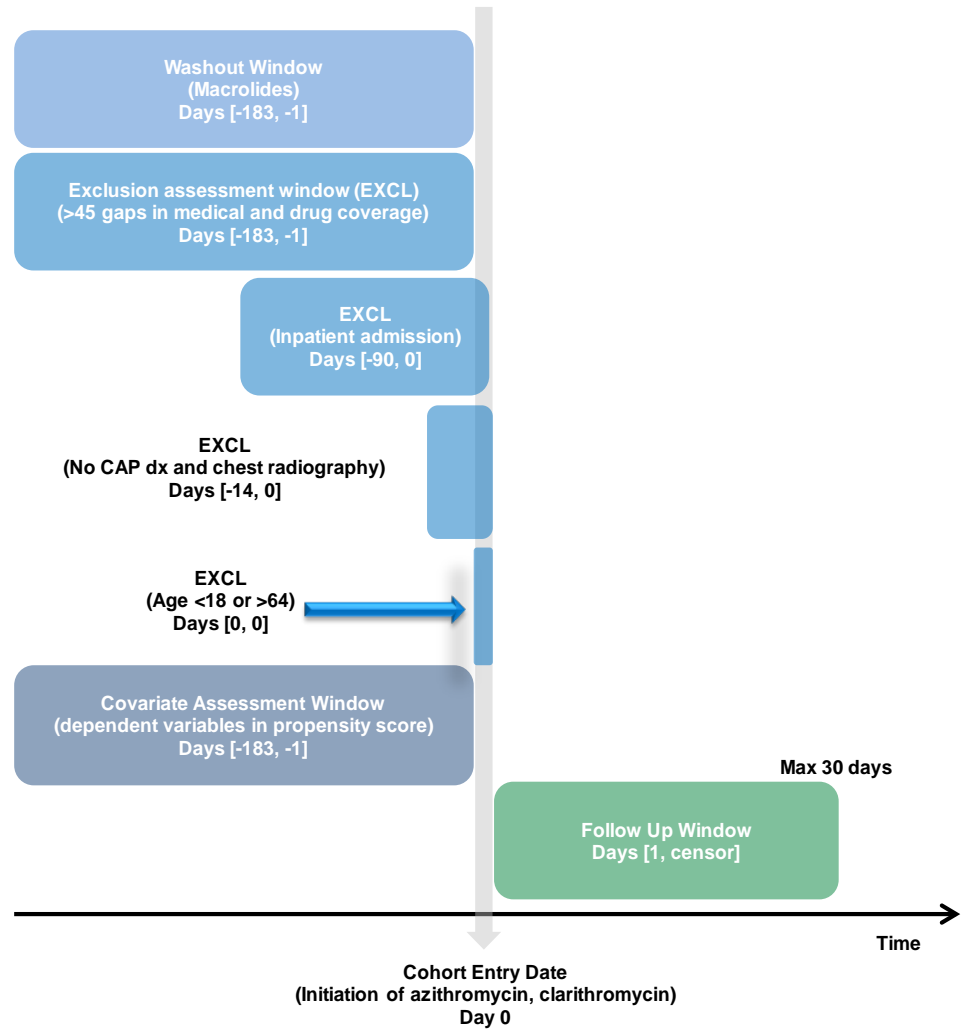 Washout Window
(Macrolides)
Days [-183, -1]
Exclusion assessment window (EXCL)
(>45 gaps in medical and drug coverage)
Days [-183, -1]
EXCL
(Inpatient admission)
Days [-90, 0]
EXCL
(No CAP dx and chest radiography)
Days [-14, 0]
EXCL
(Age <18 or >64)
Days [0, 0]
Covariate Assessment Window
(dependent variables in propensity score)
Days [-183, -1]
Max 30 days
Follow Up Window
Days [1, censor]
Time
Cohort Entry Date
(Initiation of azithromycin, clarithromycin)
Day 0